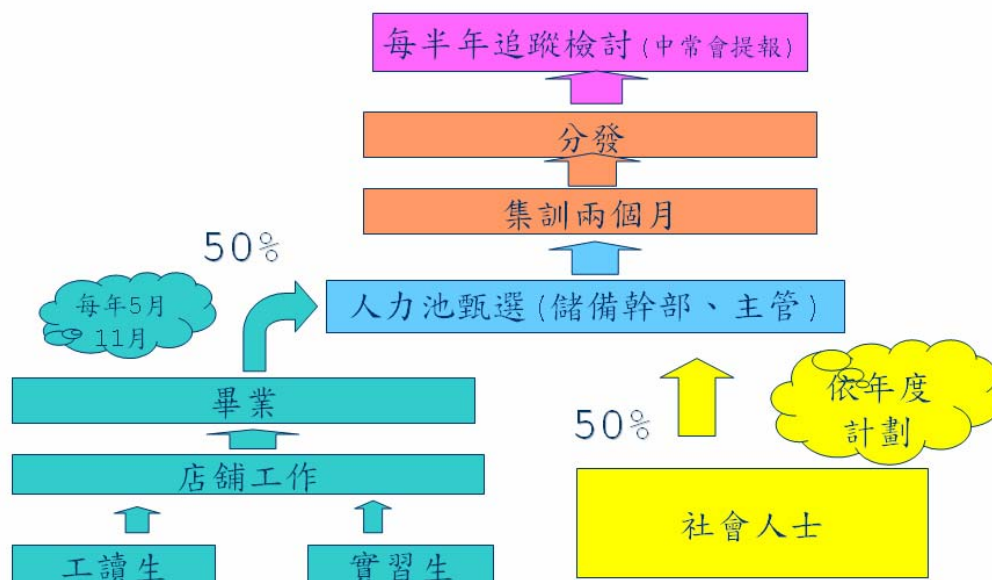 每半年追蹤檢討(中常會提報)
分發
集訓兩個月
50%
每年5月
11月
人力池甄選(儲備幹部、主管)
畢業
50%
依年度
計劃
店舖工作
社會人士
工讀生
實習生